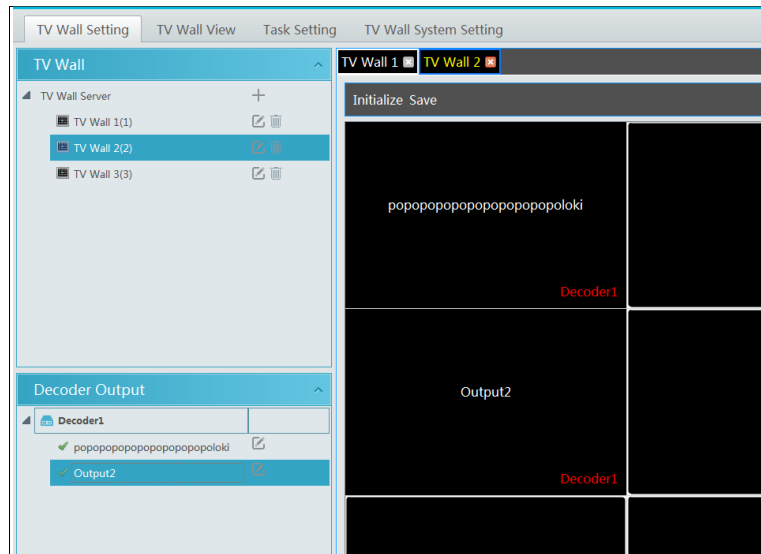 TV Wall Setting TV Wall View Task Setting TV Wall System Setting
TV Wall
TV Wall Server
TV Wall 1(1)
TV Wall 2(2)
TV Wall 3(3)
TV Wall 1 TV Wall 2
Initialize Save
popopopopopopopopopopoloki
Decoder1
Output2
Decoder1
Decoder Output
Decoder1
popopopopopopopopopopoloki
Output2